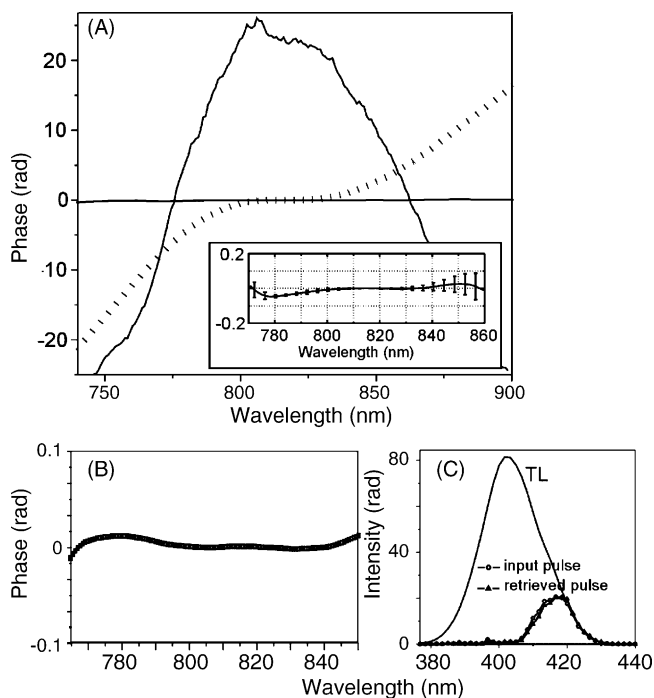 (A)
Phase (rad)
20
10
0
-10
-20
0.2
-0.2
780 800 820 840 860
Wavelength (nm)
750 800 850 900
Wavelength (nm)
(B)
Phase (rad)
0.1
0
-0.1
780 800 820 840
(C)
Intensity (rad)
80
40
0
TL
input pulse
retrieved pulse
380 400 420 440
Wavelength (nm)